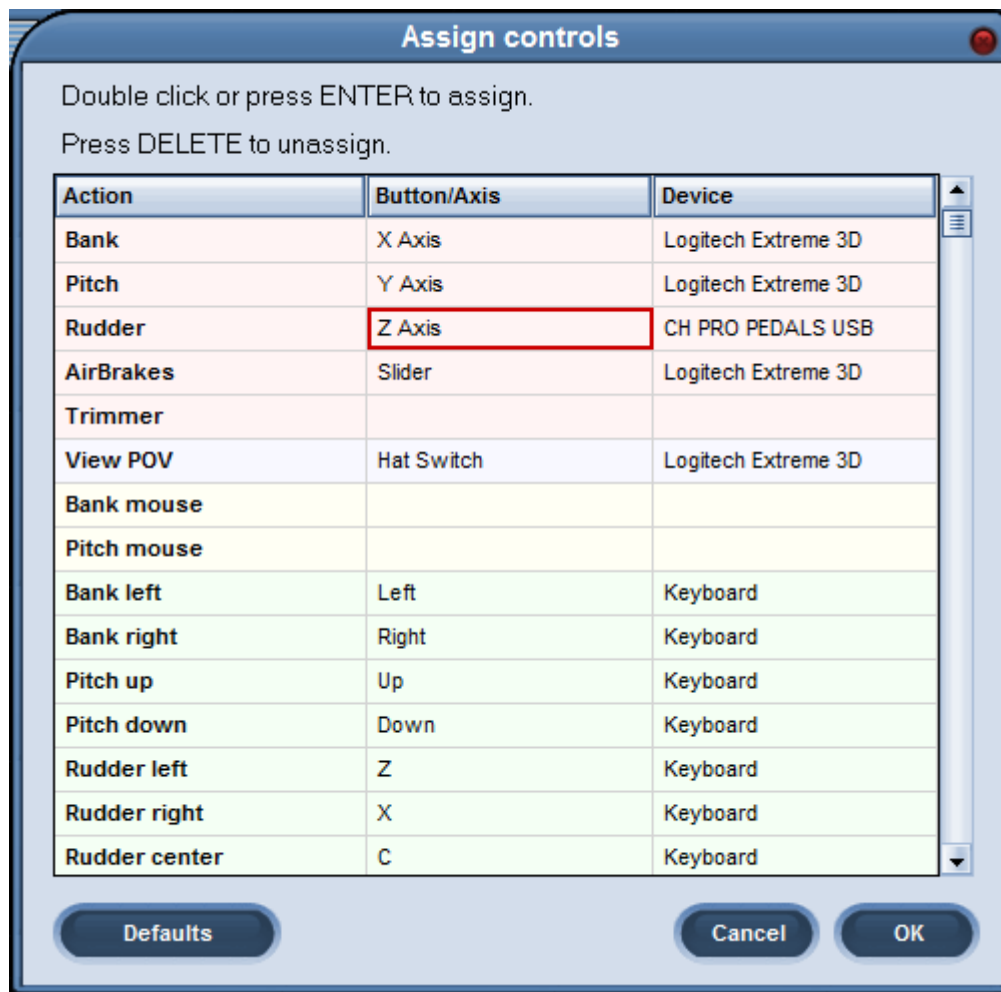 Assign controls
Double click or press ENTER to assign.
Press DELETE to unassign.
Action Button/Axis Device
Bank X Axis Logitech Extreme 3D
Pitch Y Axis Logitech Extreme 3D
Rudder Z Axis CH PRO PEDALS USB
AirBrakes Slider Logitech Extreme 3D
Trimmer
View POV Hat Switch Logitech Extreme 3D
Bank mouse
Pitch mouse
Bank left Left Keyboard
Bank right Right Keyboard
Pitch up Up Keyboard
Pitch down Down Keyboard
Rudder left Z Keyboard
Rudder right X Keyboard
Rudder center C Keyboard
Defaults Cancel OK